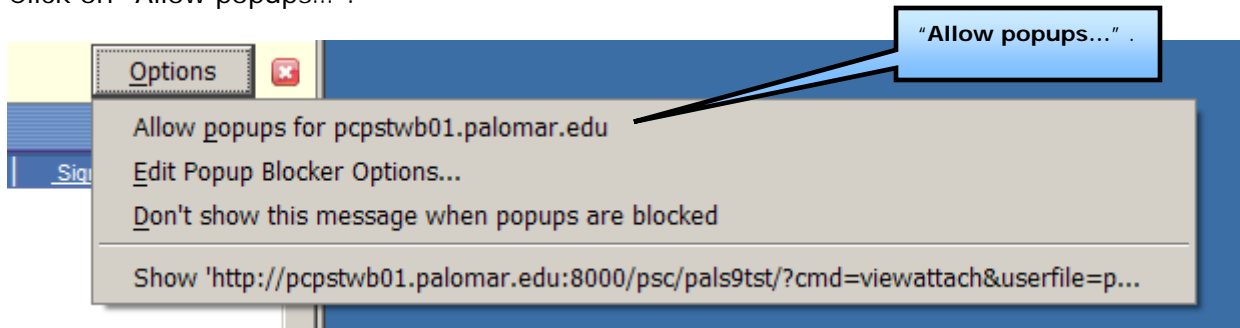 "Allow popups..." .
Options
Allow popups for pcpstwb01.palomar.edu
Edit Popup Blocker Options...
Don't show this message when popups are blocked
Show 'http://pcpstwb01.palomar.edu:8000/psc/pals9tst/?cmd=viewattach&userfile=p...